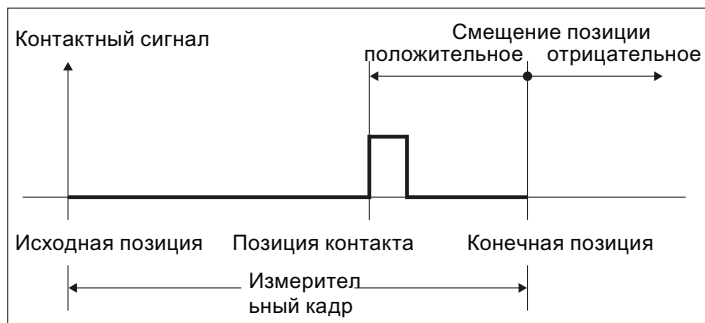 Смещение позиции
Контактный сигнал
положительное отрицательное
Исходная позиция Позиция контакта Конечная позиция
Измерител
ьный кадр